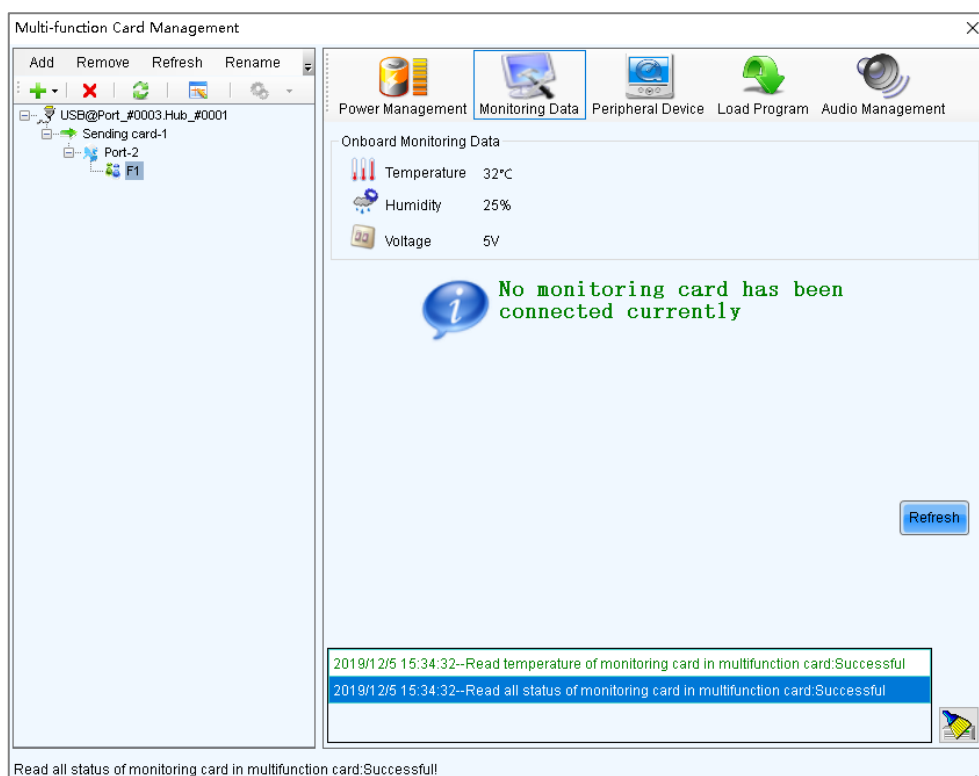 Multi-function Card Management
Add Remove Refresh Rename
USB@Port_#0003.Hub_#0001
Sending card-1
Port-2
F1
Power Management Monitoring Data Peripheral Device Load Program Audio Management
Onboard Monitoring Data
Temperature 32℃
Humidity 25%
Voltage 5V
No monitoring card has been
connected currently
Refresh
2019/12/5 15:34:32--Read temperature of monitoring card in multifunction card:Successful
2019/12/5 15:34:32--Read all status of monitoring card in multifunction card:Successful
Read all status of monitoring card in multifunction card:Successful!